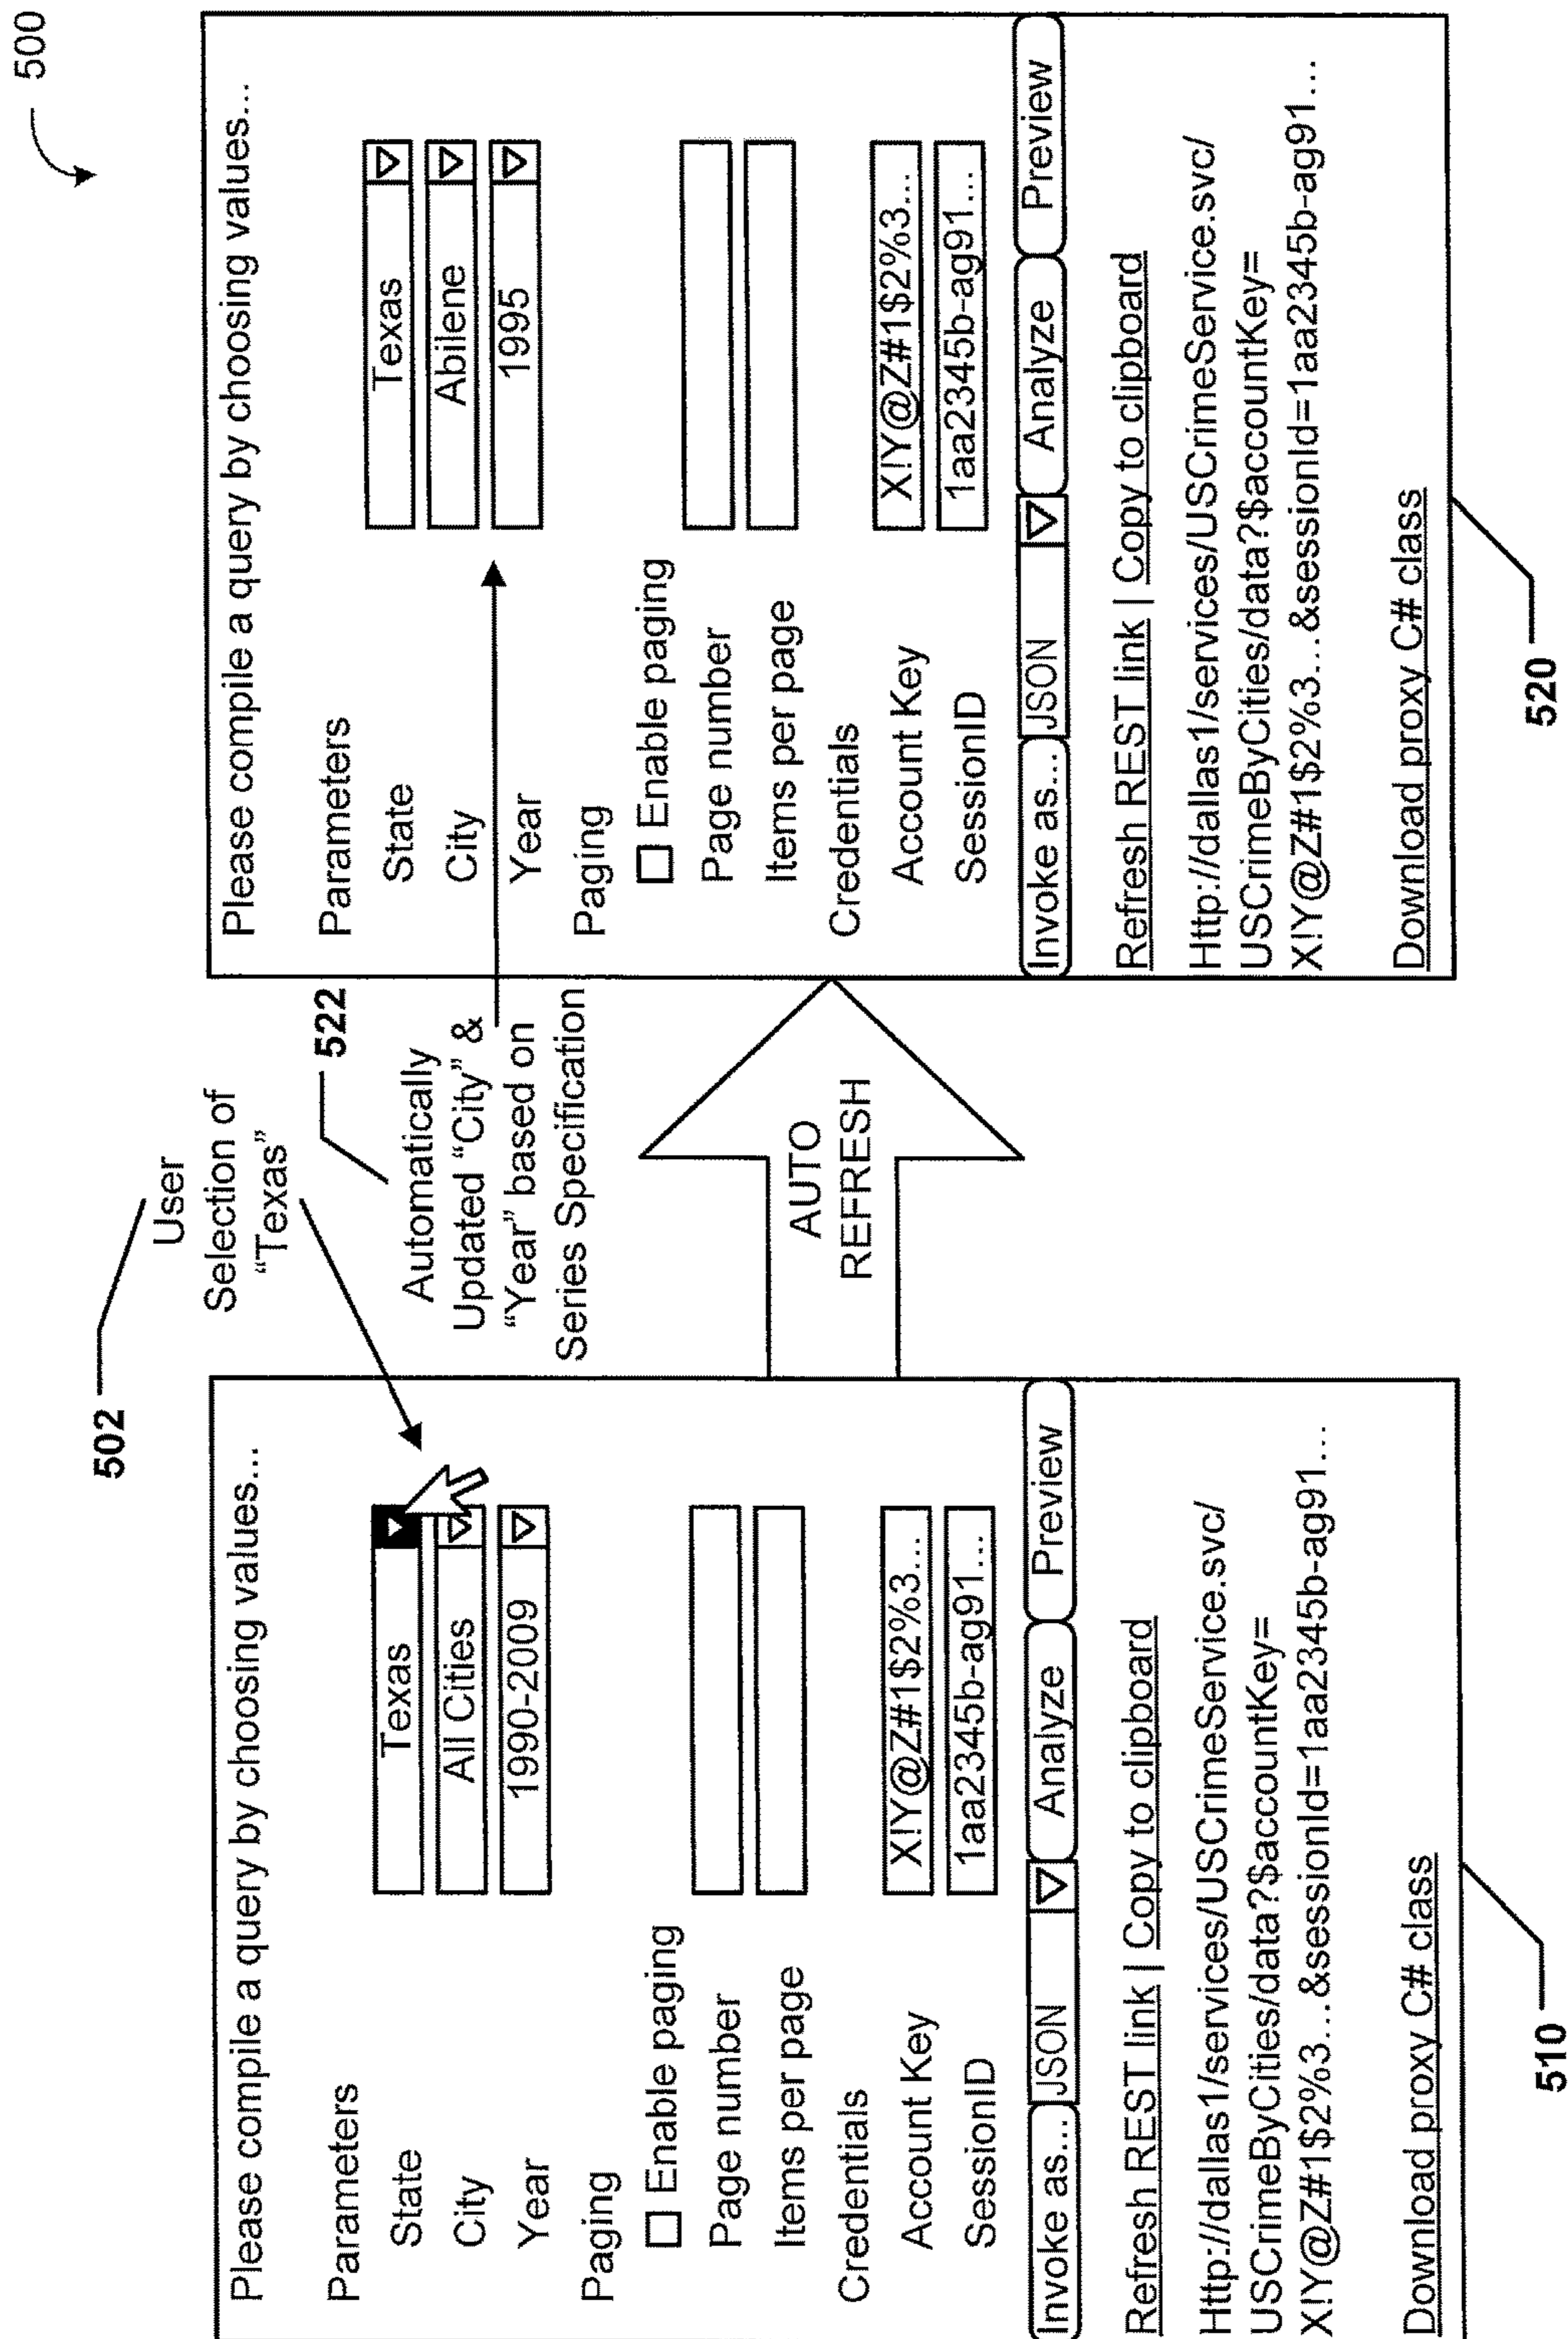 500
502
User
Selection of
“Texas”
522
Automatically
Updated “City” &
“Year” based on
Series Specification
AUTO
REFRESH
Please compile a query by choosing values...
Parameters
State Texas
City All Cities
Year 1990-2009
Paging
Enable paging
Page number
Items per page
Credentials
Account Key X!Y@Z#1$2%3...
SessionID 1aa2345b-ag91...
Invoke as... JSON Analyze Preview
Refresh REST link | Copy to clipboard
Http://dallas1/services/USCrimeService.svc/
USCrimeByCities/data?$accountKey=
X!Y@Z#1$2%3...&sessionId=1aa2345b-ag91...
Download proxy C# class
510
Please compile a query by choosing values...
Parameters
State Texas
City Abilene
Year 1995
Paging
Enable paging
Page number
Items per page
Credentials
Account Key X!Y@Z#1$2%3...
SessionID 1aa2345b-ag91...
Invoke as... JSON Analyze Preview
Refresh REST link | Copy to clipboard
Http://dallas1/services/USCrimeService.svc/
USCrimeByCities/data?$accountKey=
X!Y@Z#1$2%3...&sessionId=1aa2345b-ag91...
Download proxy C# class
520